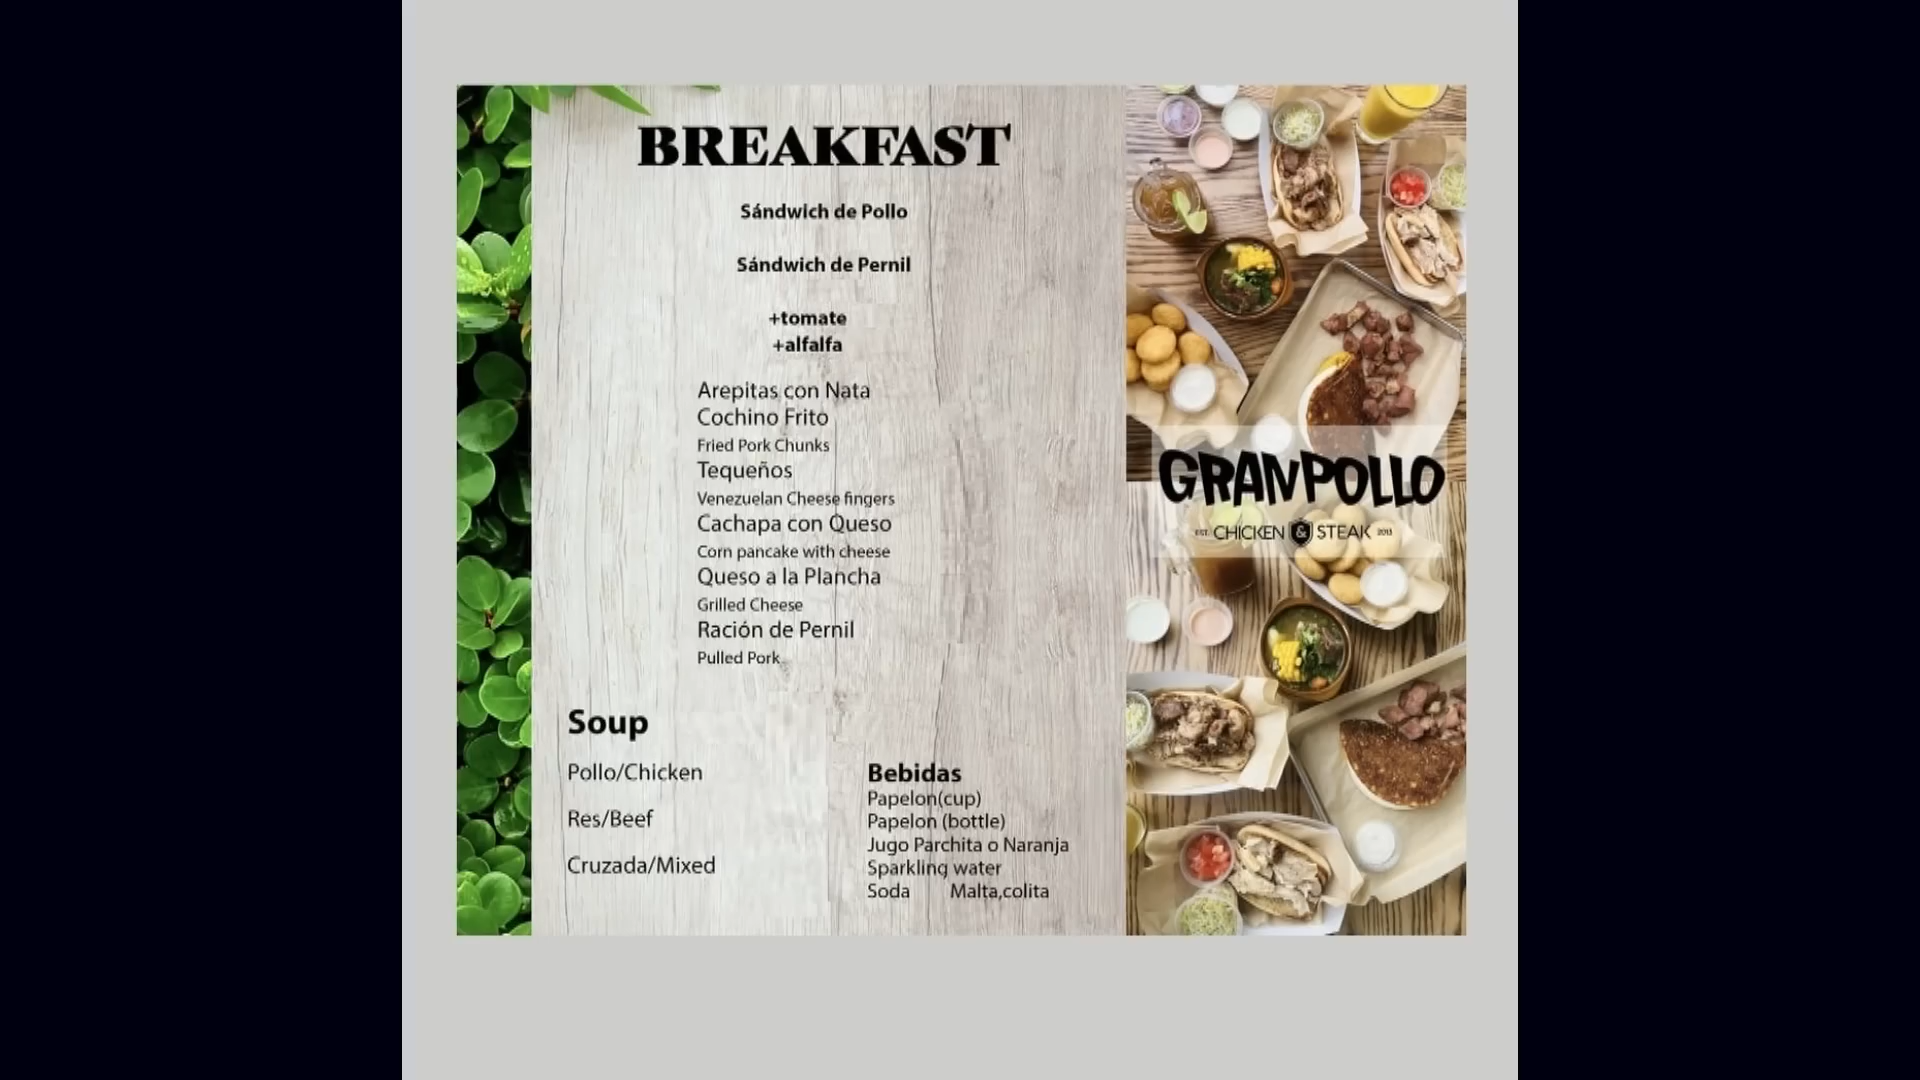 BREAKFAST
Sándwich de Pollo
Sándwich de Pernil
+tomate
+alfalfa
Arepitas con Nata
Cochino Frito
Fried Pork Chunks
Tequeños
Venezuelan Cheese fingers
Cachapa con Queso
Corn pancake with cheese
Queso a la Plancha
Grilled Cheese
Ración de Pernil
Pulled Pork
Soup
Pollo/Chicken
Res/Beef
Cruzada/Mixed
Bebidas
Papelon(cup)
Papelon (bottle)
Jugo Parchita o Naranja
Sparkling water
Soda Malta,colita
GRANPOLLO
EST. CHICKEN & STEAK 2013